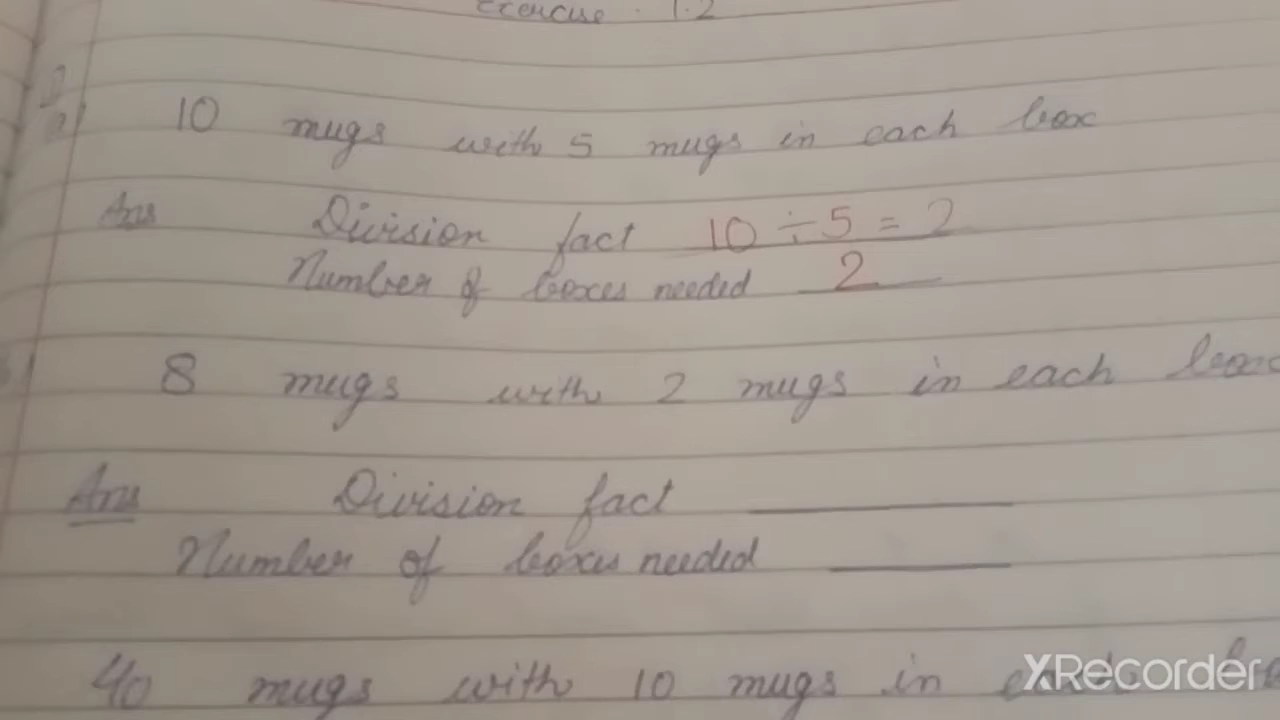 Exercise . 1.2
10 mugs with 5 mugs in each box
Ans Division fact 10 ÷ 5 = 2
Number of boxes needed 2
8 mugs with 2 mugs in each box
Ans Division fact
Number of boxes needed
40 mugs with 10 mugs in each
XRecorder